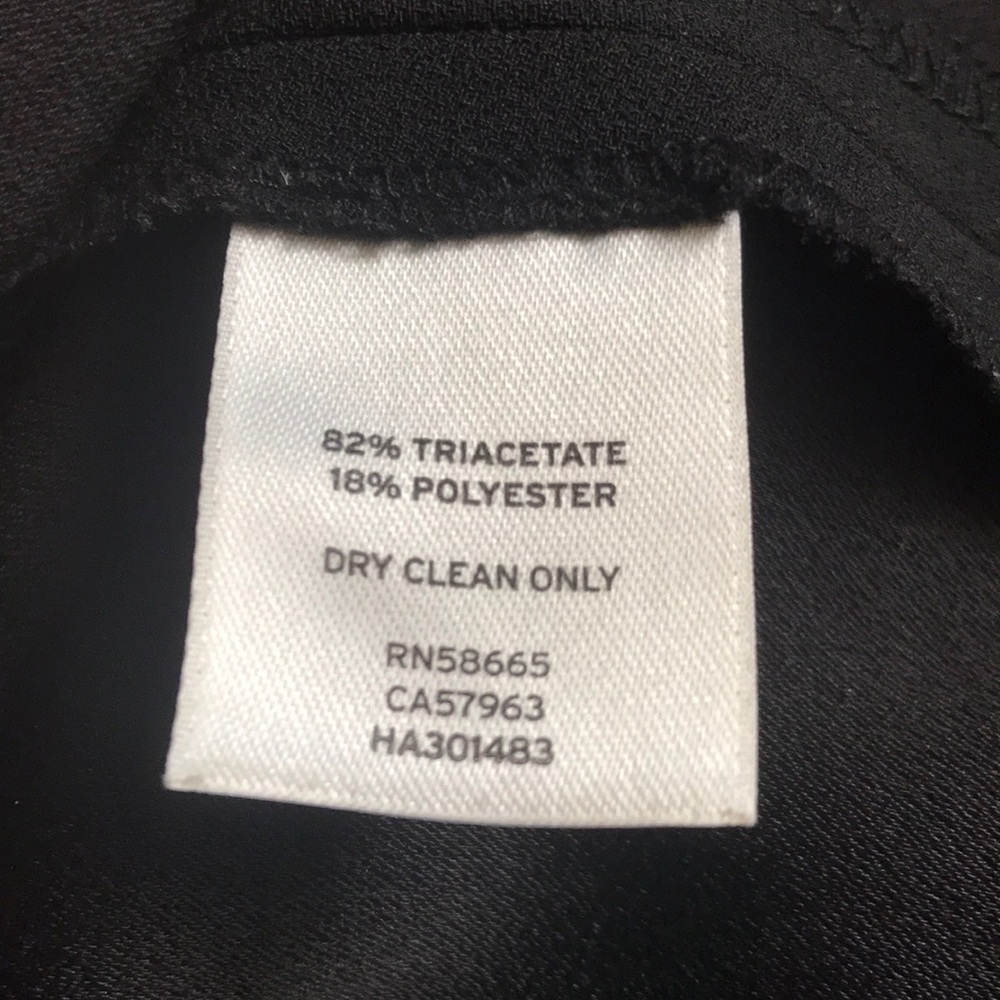 82% TRIACETATE
18% POLYESTER
DRY CLEAN ONLY
RN58665
CA57963
HA301483